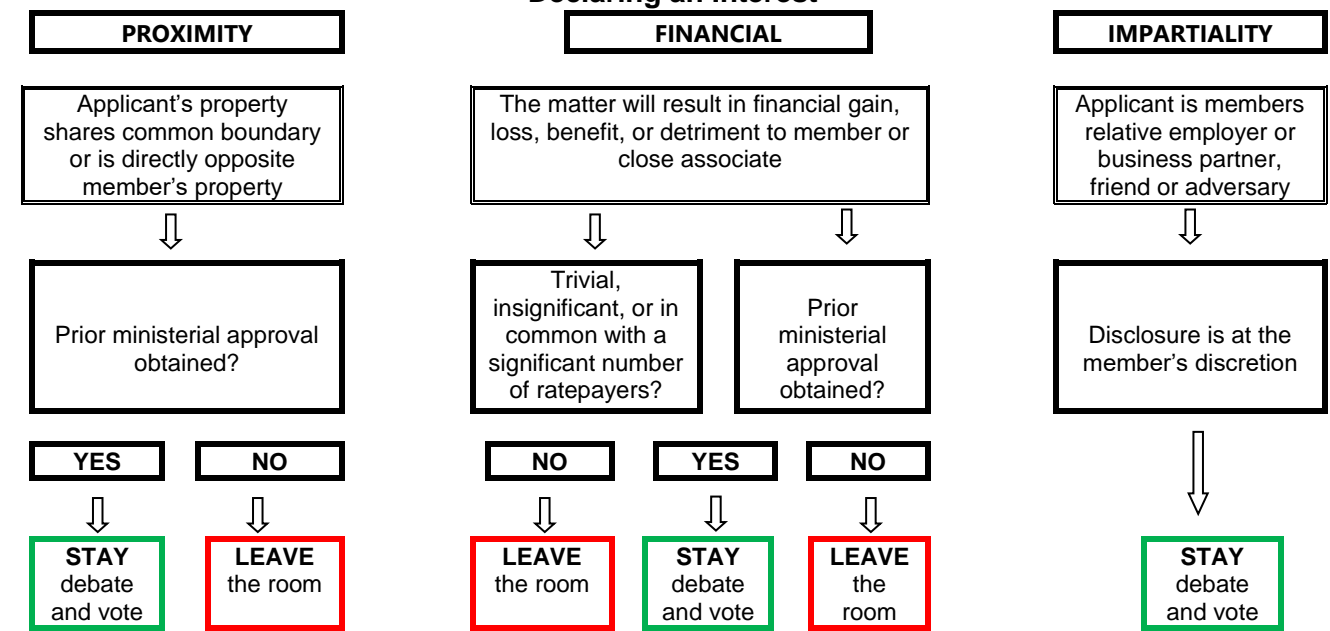 Declaring an Interest
PROXIMITY
FINANCIAL
IMPARTIALITY
Applicant's property
shares common boundary
or is directly opposite
member's property
The matter will result in financial gain,
loss, benefit, or detriment to member or
close associate
Applicant is members
relative employer or
business partner,
friend or adversary
Prior ministerial approval
obtained?
Trivial,
insignificant, or in
common with a
significant number
of ratepayers?
Prior
ministerial
approval
obtained?
Disclosure is at the
member's discretion
YES
NO
NO
YES
NO
STAY
debate
and vote
LEAVE
the room
LEAVE
the room
STAY
debate
and vote
LEAVE
the
room
STAY
debate
and vote